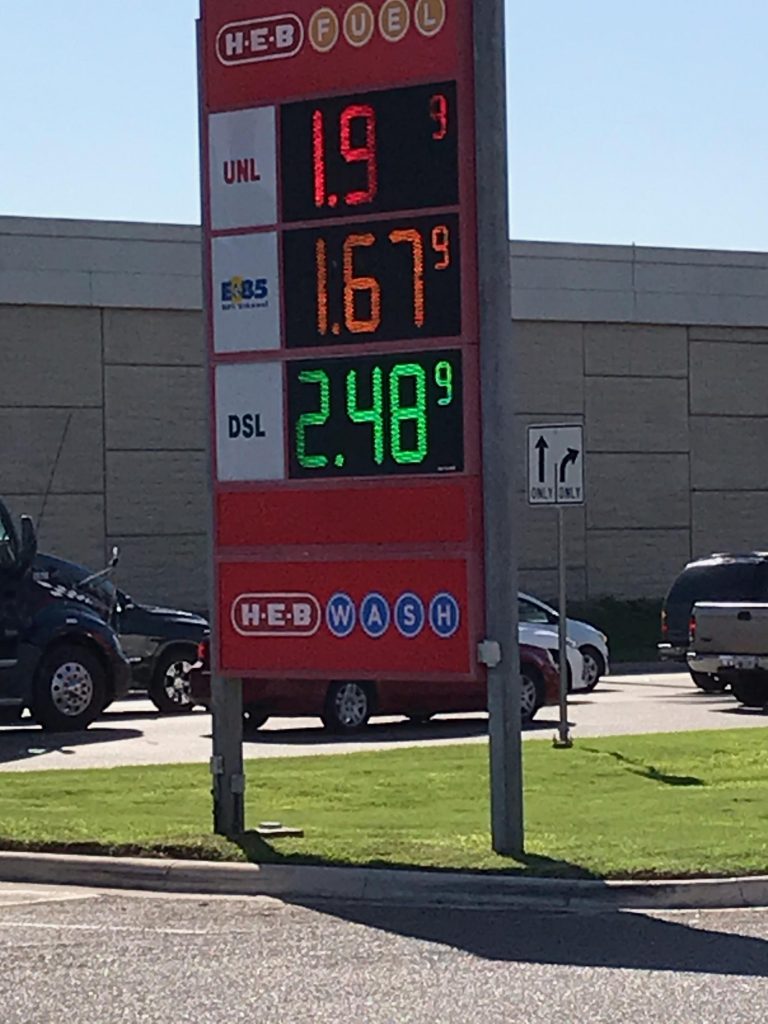 H-E-B FUEL
UNL 1.9 9
E85 1.67 9
DSL 2.48 9
ONLY ONLY
H-E-B WASH